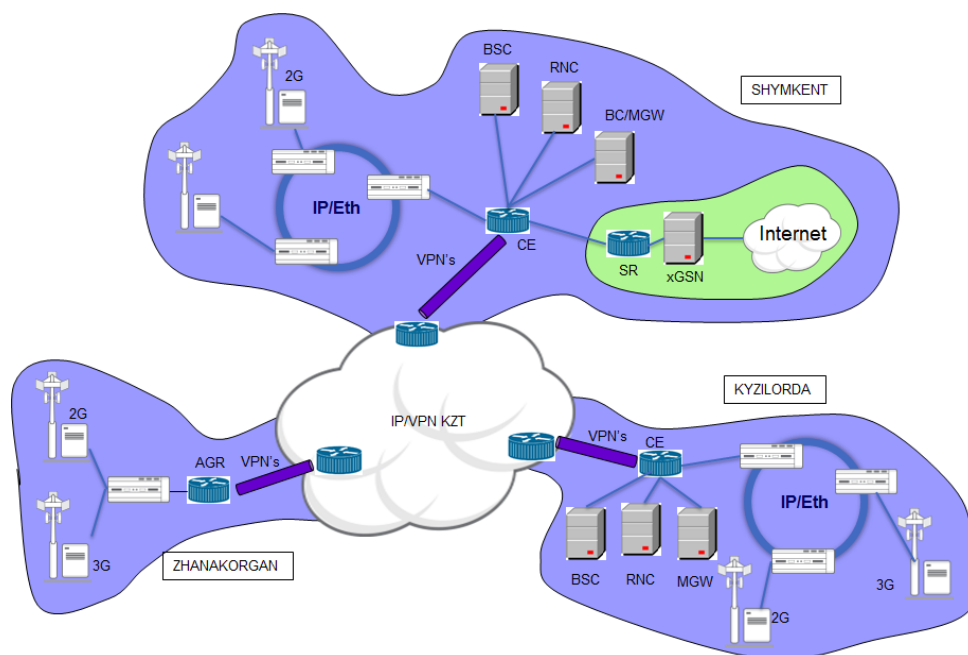 BSC
2G
RNC
SHYMKENT
BC/MGW
IP/Eth
CE
Internet
SR
xGSN
VPN's
KYZILORDA
2G
IP/VPN KZT
VPN's
CE
AGR
VPN's
IP/Eth
ZHANAKORGAN
3G
BSC
RNC
MGW
3G
2G